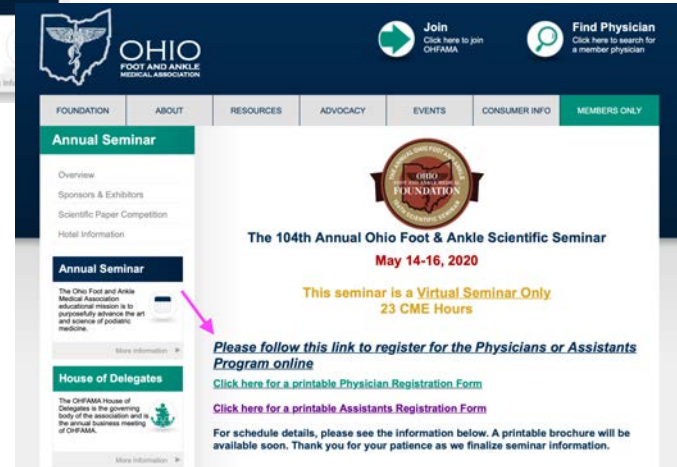 OHIO
FOOT AND ANKLE
MEDICAL ASSOCIATION
Join
Click here to join
OHFAMA
Find Physician
Click here to search for
a member physician
FOUNDATION
ABOUT
RESOURCES
ADVOCACY
EVENTS
CONSUMER INFO
MEMBERS ONLY
Annual Seminar
Overview
Sponsors & Exhibitors
Scientific Paper Competition
Hotel Information
Annual Seminar
The Ohio Foot and Ankle
Medical Association
educational mission is to
purposefully advance the art
and science of podiatric
medicine.
More Information
House of Delegates
The OHFAMA House of
Delegates is the governing
body of the association and is
the annual business meeting
of OHFAMA.
More Information
OHIO
FOOT AND ANKLE MEDICAL
FOUNDATION
The 104th Annual Ohio Foot & Ankle Scientific Seminar
May 14-16, 2020
This seminar is a Virtual Seminar Only
23 CME Hours
Please follow this link to register for the Physicians or Assistants
Program online
Click here for a printable Physician Registration Form
Click here for a printable Assistants Registration Form
For schedule details, please see the information below. A printable brochure will be
available soon. Thank you for your patience as we finalize seminar information.